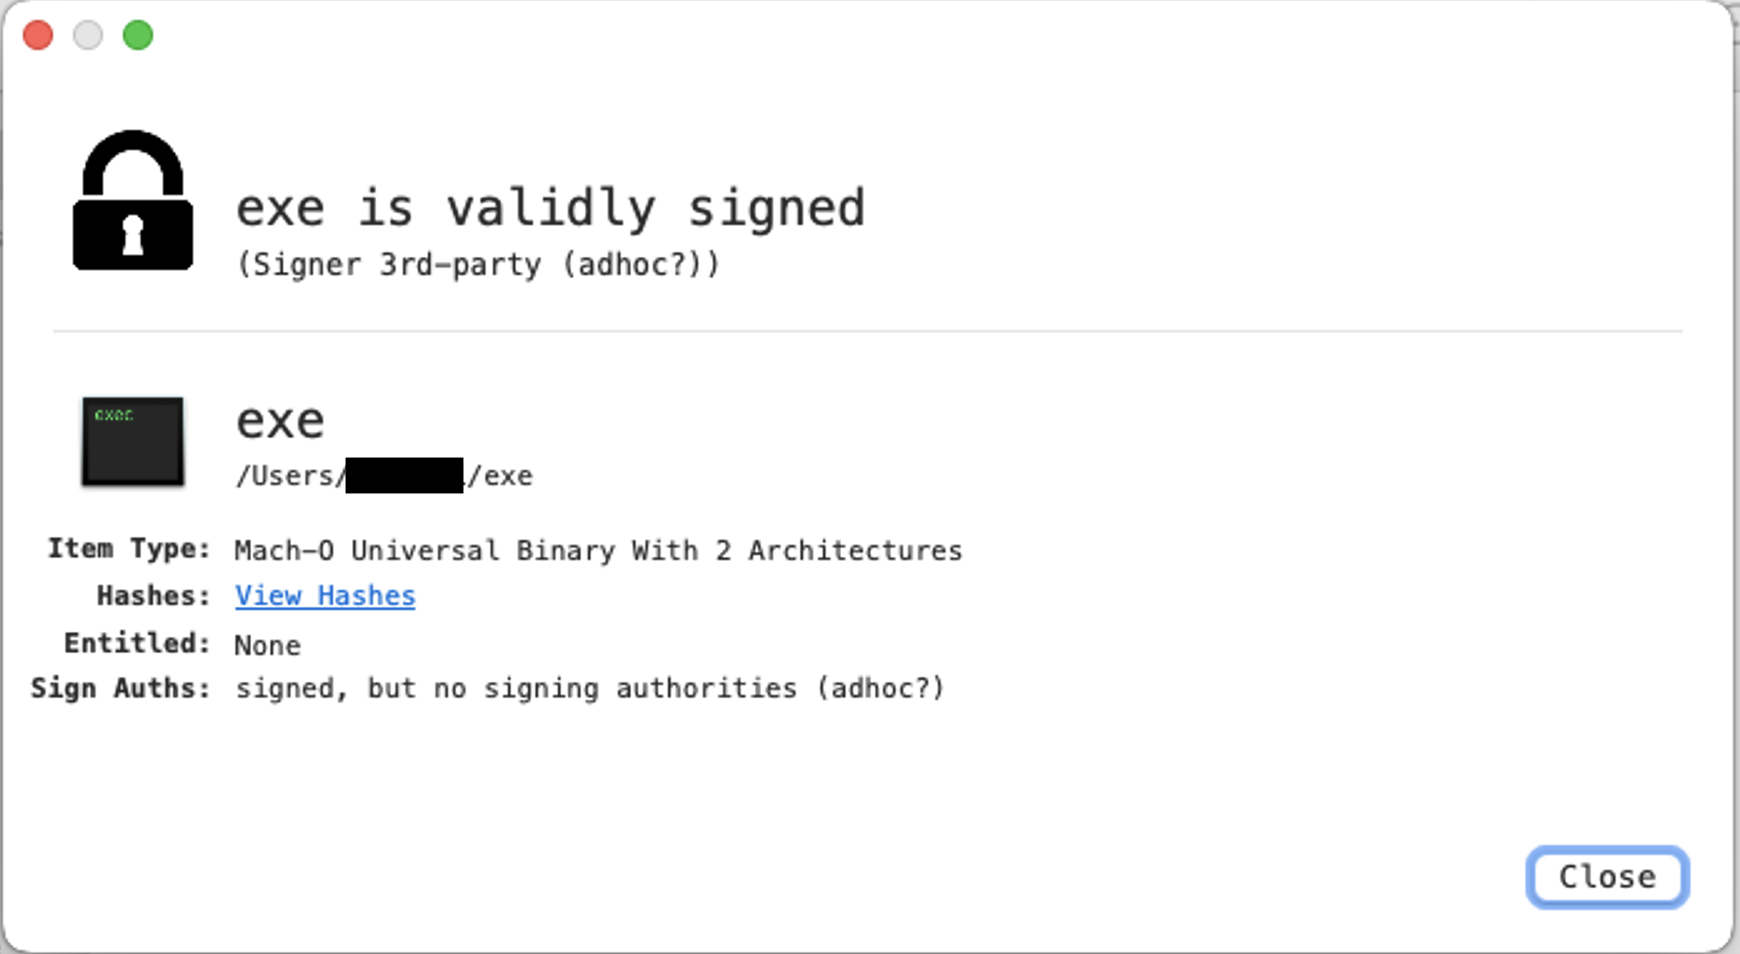 exe is validly signed
(Signer 3rd-party (adhoc?))
exec
exe
/Users/ /exe
Item Type: Mach-O Universal Binary With 2 Architectures
Hashes: View Hashes
Entitled: None
Sign Auths: signed, but no signing authorities (adhoc?)
Close